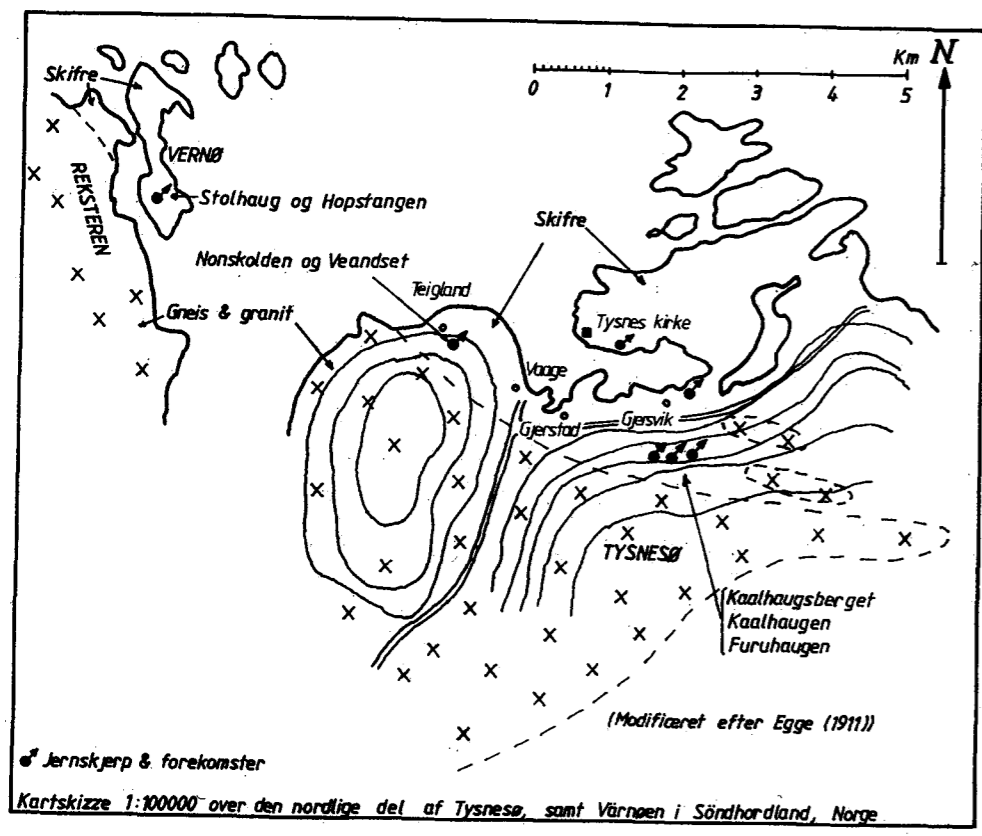 Km N
0 1 2 3 4 5
Skifre
VERNØ
REKSTEREN
Stolhaug og Hopstangen
Skifre
Nonskolden og Veandset
Teigland
Gneis & granit
Tysnes kirke
Vaage
Gjerstad
Gjersvik
TYSNESØ
Kaalhaugsberget
Kaalhaugen
Furuhaugen
(Modificeret efter Egge (1911))
Jernskjerp & forekomster
Kartskizze 1:100000 over den nordlige del af Tysnesø, samt Värnøen i Söndhordland, Norge